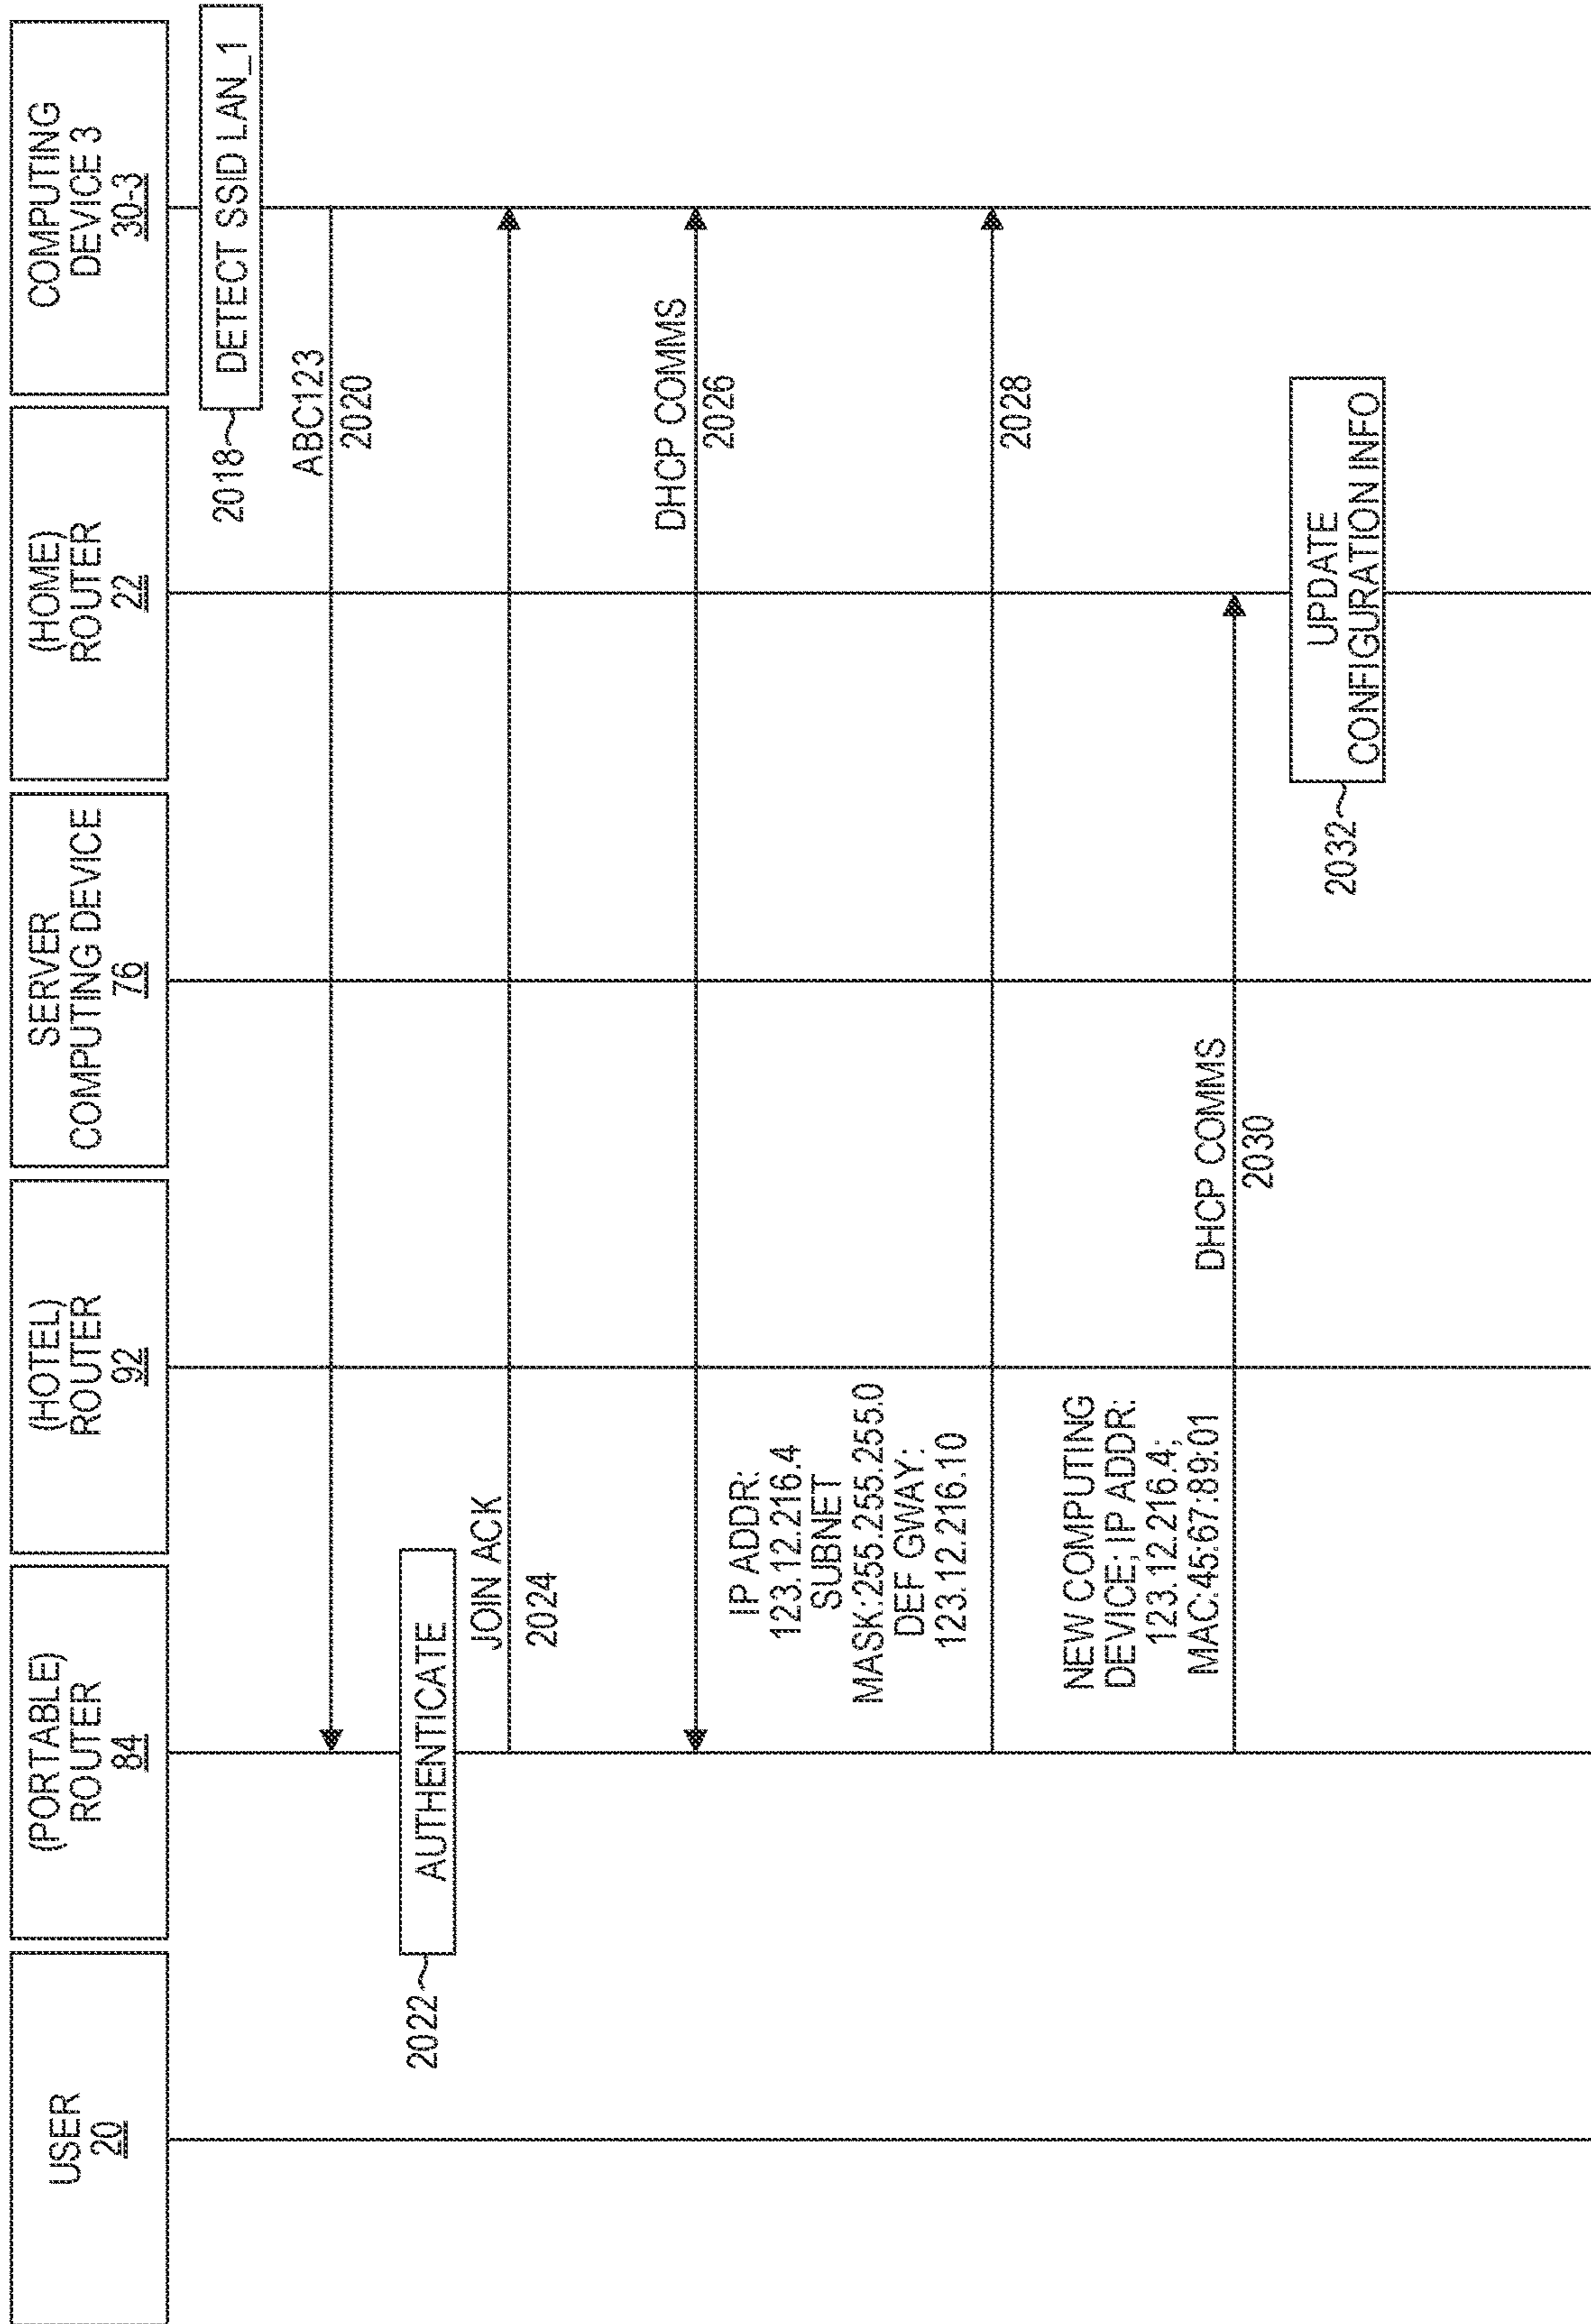 USER
20
(PORTABLE)
ROUTER
84
(HOTEL)
ROUTER
92
SERVER
COMPUTING DEVICE
76
(HOME)
ROUTER
22
COMPUTING
DEVICE 3
30-3
2018
DETECT SSID LAN_1
ABC123
2020
2022
AUTHENTICATE
JOIN ACK
2024
DHCP COMMS
2026
IP ADDR:
123.12.216.4
SUBNET
MASK:255.255.255.0
DEF GWAY:
123.12.216.10
2028
NEW COMPUTING
DEVICE; IP ADDR:
123.12.216.4;
MAC:45:67:89:01
DHCP COMMS
2030
2032
UPDATE
CONFIGURATION INFO